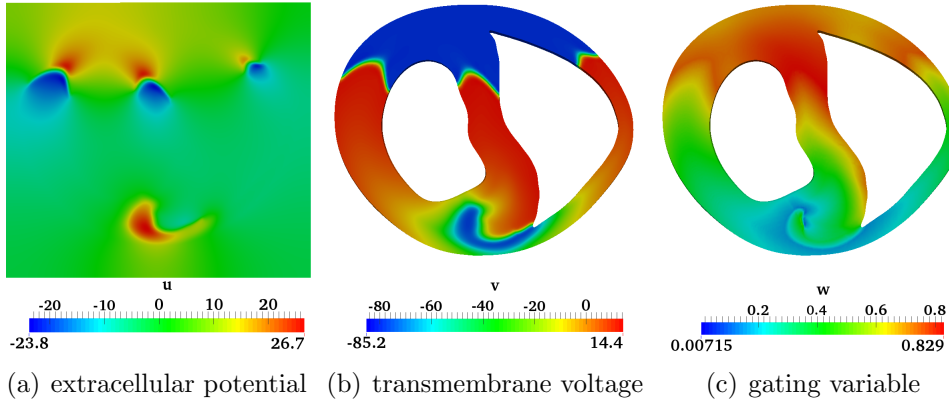 u
-20 -10 0 10 20
-23.8 26.7
v
-80 -60 -40 -20 0
-85.2 14.4
w
0.2 0.4 0.6 0.8
0.00715 0.829
(a) extracellular potential
(b) transmembrane voltage
(c) gating variable